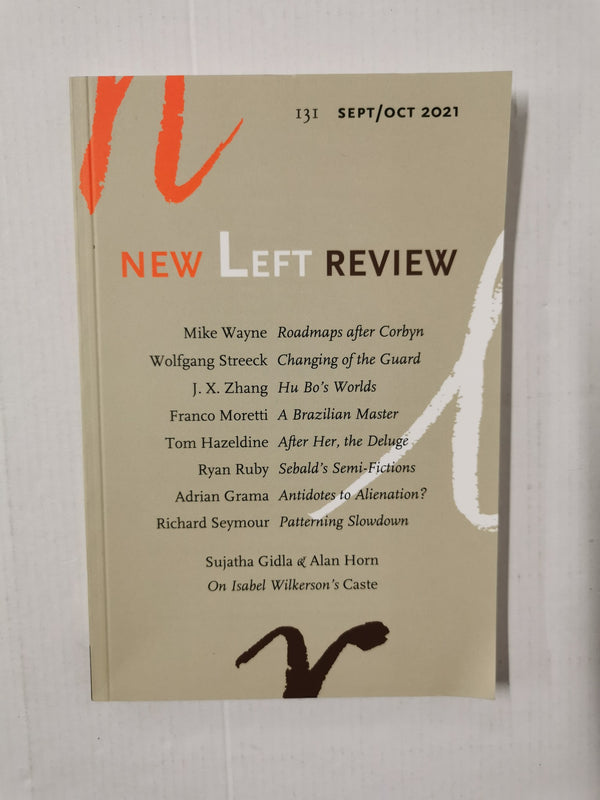 n
131 SEPT/OCT 2021
NEW LEFT REVIEW
l
Mike Wayne Roadmaps after Corbyn
Wolfgang Streeck Changing of the Guard
J. X. Zhang Hu Bo's Worlds
Franco Moretti A Brazilian Master
Tom Hazeldine After Her, the Deluge
Ryan Ruby Sebald's Semi-Fictions
Adrian Grama Antidotes to Alienation?
Richard Seymour Patterning Slowdown
Sujatha Gidla & Alan Horn
On Isabel Wilkerson's Caste
r